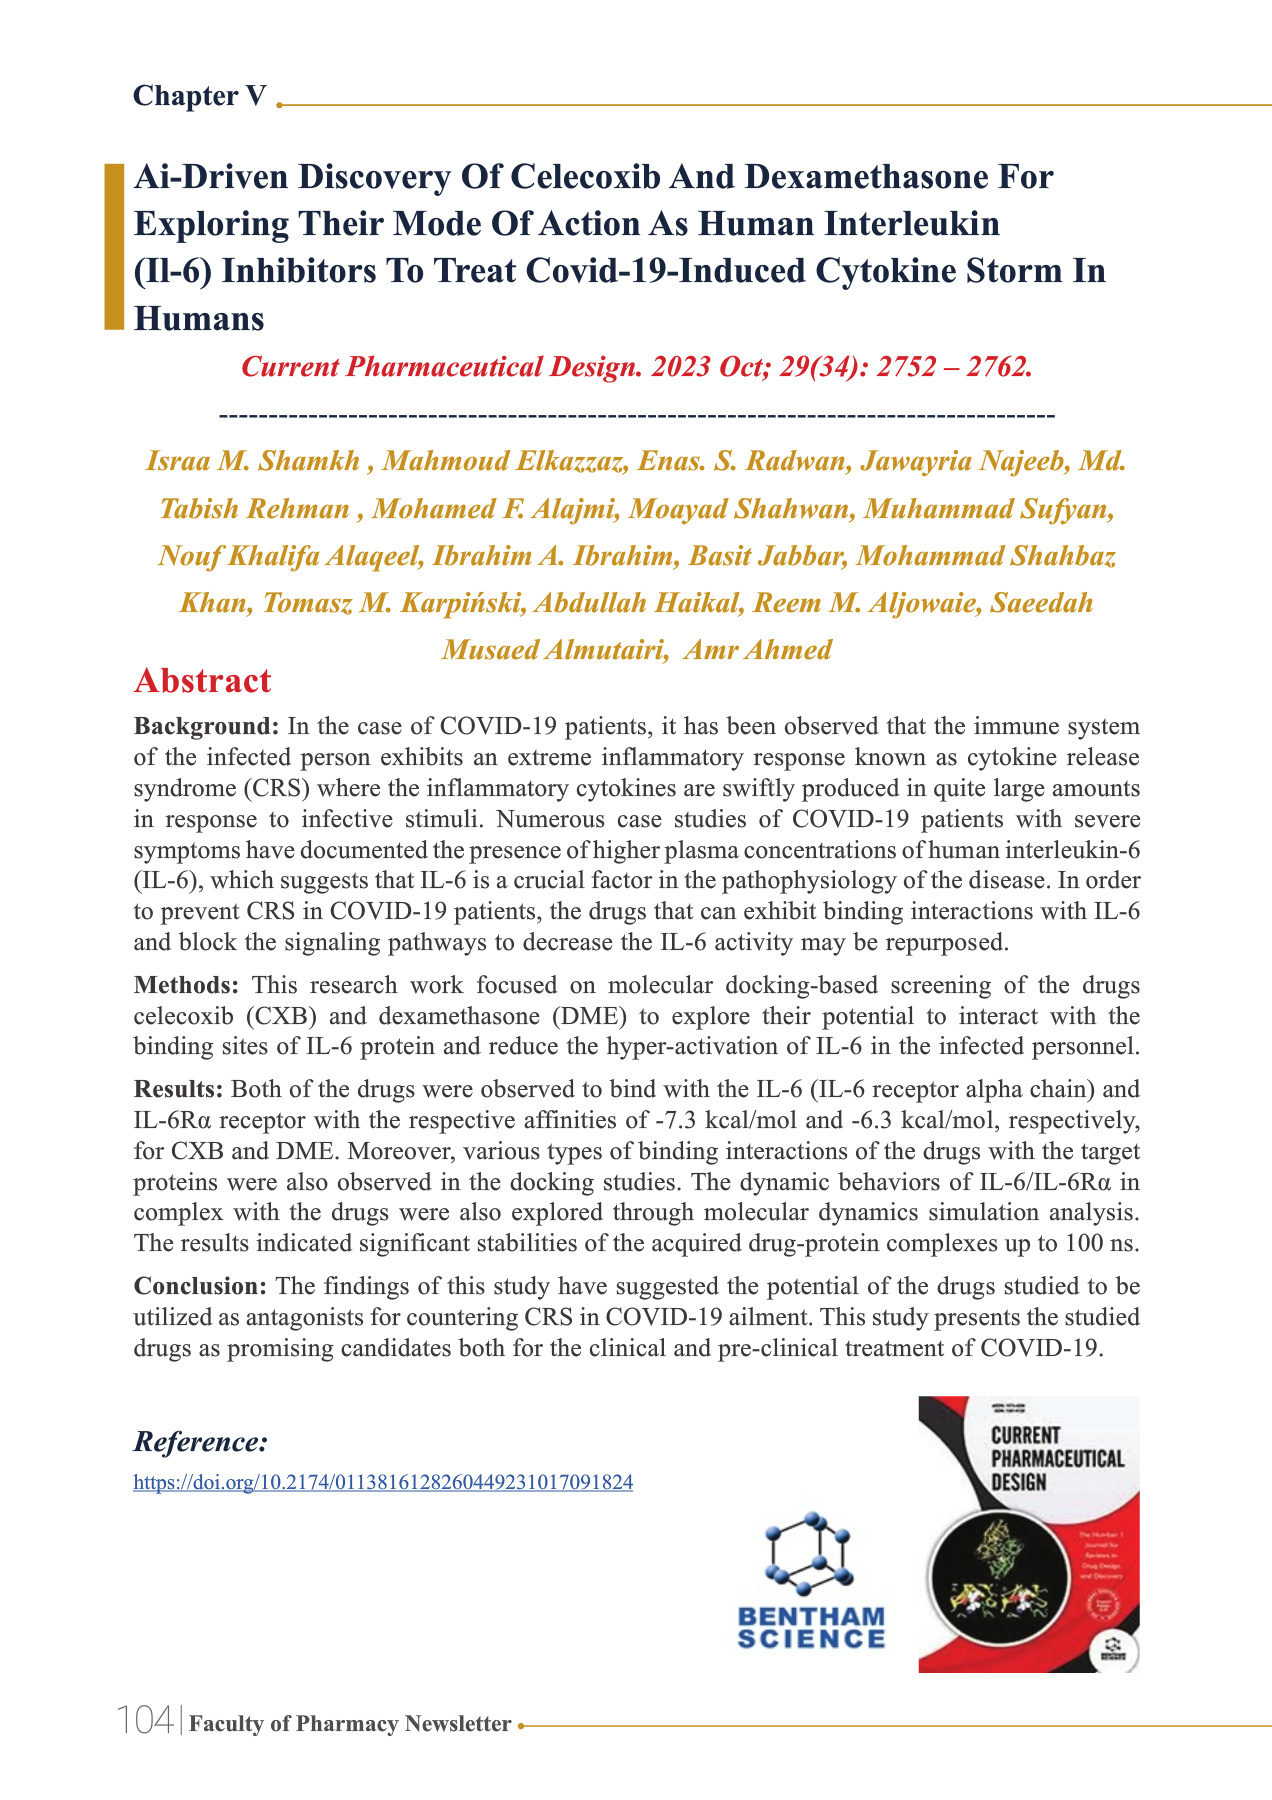 Chapter V
Ai-Driven Discovery Of Celecoxib And Dexamethasone For
Exploring Their Mode Of Action As Human Interleukin
(Il-6) Inhibitors To Treat Covid-19-Induced Cytokine Storm In
Humans
Current Pharmaceutical Design. 2023 Oct; 29(34): 2752 – 2762.
-------------------------------------------------------------------------------------
Israa M. Shamkh , Mahmoud Elkazzaz, Enas. S. Radwan, Jawayria Najeeb, Md.
Tabish Rehman , Mohamed F. Alajmi, Moayad Shahwan, Muhammad Sufyan,
Nouf Khalifa Alaqeel, Ibrahim A. Ibrahim, Basit Jabbar, Mohammad Shahbaz
Khan, Tomasz M. Karpiński, Abdullah Haikal, Reem M. Aljowaie, Saeedah
Musaed Almutairi, Amr Ahmed
Abstract
Background: In the case of COVID-19 patients, it has been observed that the immune system
of the infected person exhibits an extreme inflammatory response known as cytokine release
syndrome (CRS) where the inflammatory cytokines are swiftly produced in quite large amounts
in response to infective stimuli. Numerous case studies of COVID-19 patients with severe
symptoms have documented the presence of higher plasma concentrations of human interleukin-6
(IL-6), which suggests that IL-6 is a crucial factor in the pathophysiology of the disease. In order
to prevent CRS in COVID-19 patients, the drugs that can exhibit binding interactions with IL-6
and block the signaling pathways to decrease the IL-6 activity may be repurposed.
Methods: This research work focused on molecular docking-based screening of the drugs
celecoxib (CXB) and dexamethasone (DME) to explore their potential to interact with the
binding sites of IL-6 protein and reduce the hyper-activation of IL-6 in the infected personnel.
Results: Both of the drugs were observed to bind with the IL-6 (IL-6 receptor alpha chain) and
IL-6Rα receptor with the respective affinities of -7.3 kcal/mol and -6.3 kcal/mol, respectively,
for CXB and DME. Moreover, various types of binding interactions of the drugs with the target
proteins were also observed in the docking studies. The dynamic behaviors of IL-6/IL-6Rα in
complex with the drugs were also explored through molecular dynamics simulation analysis.
The results indicated significant stabilities of the acquired drug-protein complexes up to 100 ns.
Conclusion: The findings of this study have suggested the potential of the drugs studied to be
utilized as antagonists for countering CRS in COVID-19 ailment. This study presents the studied
drugs as promising candidates both for the clinical and pre-clinical treatment of COVID-19.
Reference:
https://doi.org/10.2174/0113816128260449231017091824
BENTHAM
SCIENCE
CURRENT
PHARMACEUTICAL
DESIGN
The Number 1
Journal for
Reviews in
Drug Design
and Discovery
BENTHAM
SCIENCE
104 Faculty of Pharmacy Newsletter